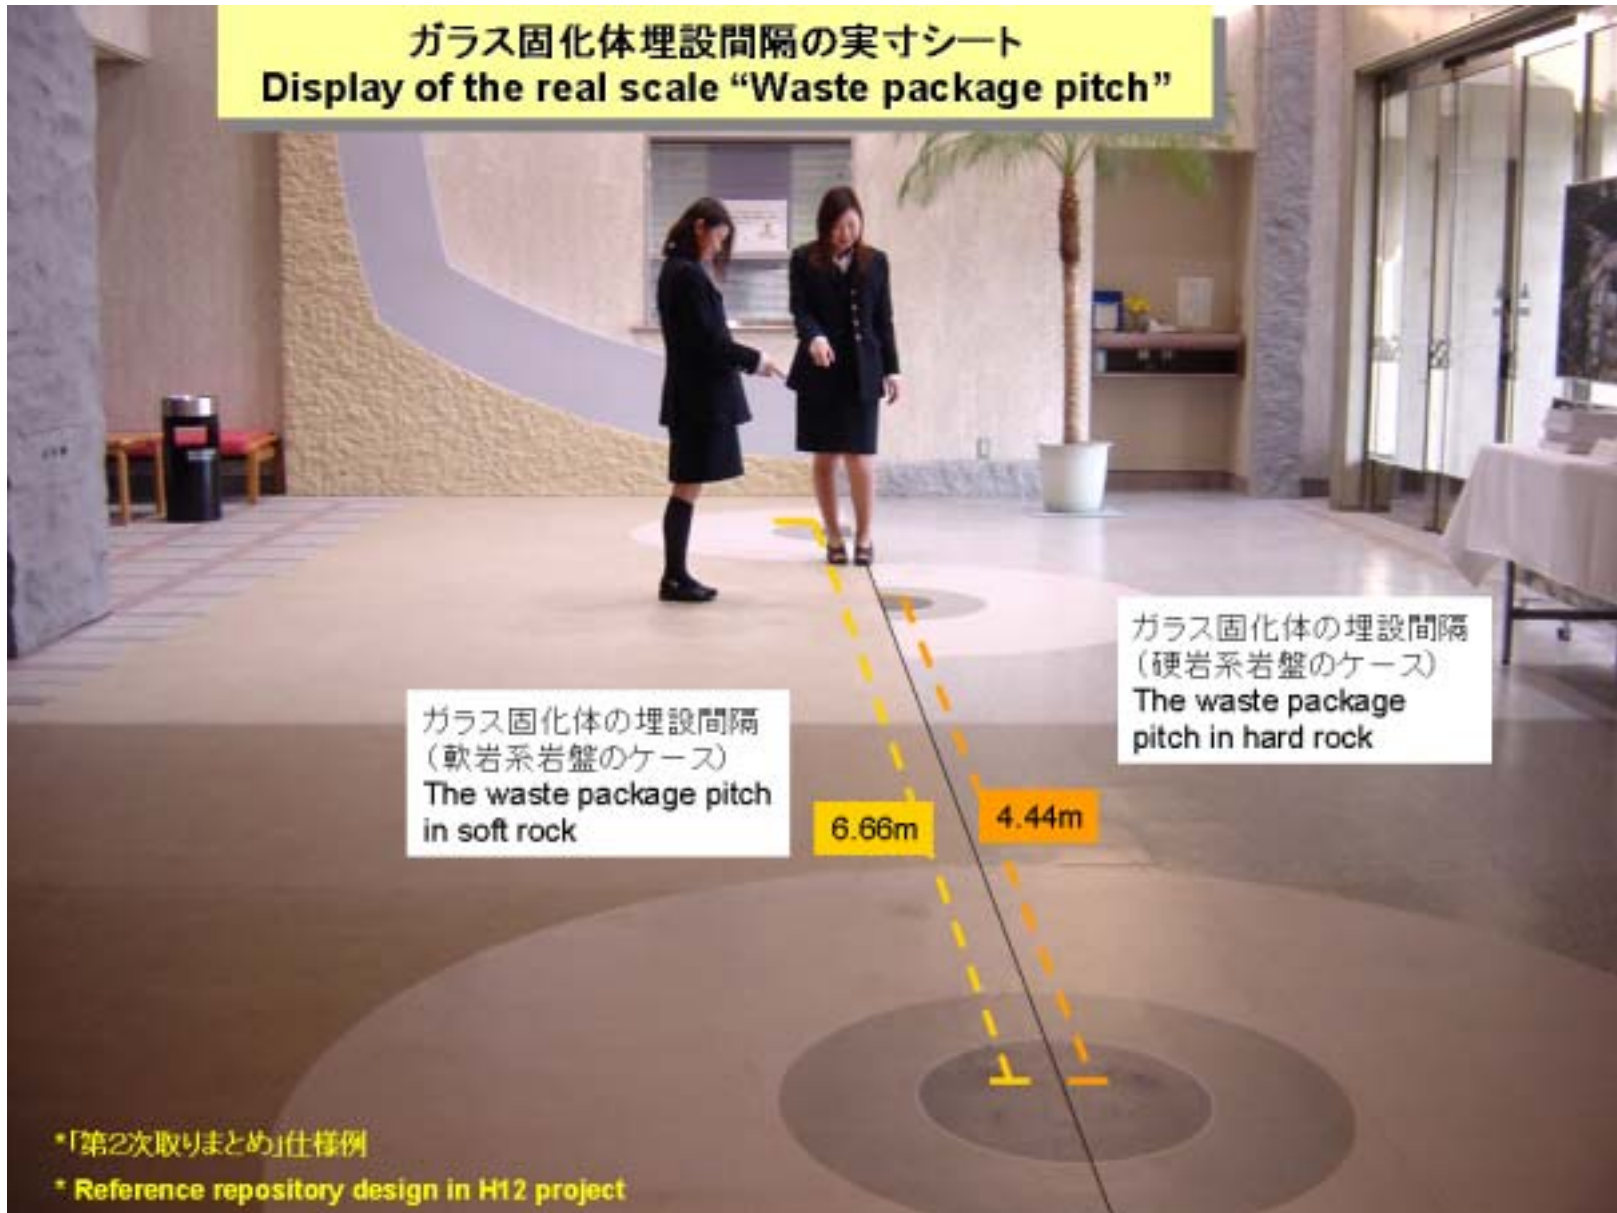 ガラス固化体埋設間隔の実寸シート
Display of the real scale “Waste package pitch”
ガラス固化体の埋設間隔
（硬岩系岩盤のケース）
The waste package
pitch in hard rock
ガラス固化体の埋設間隔
（軟岩系岩盤のケース）
The waste package pitch
in soft rock
6.66m
4.44m
*「第2次取りまとめ」仕様例
* Reference repository design in H12 project